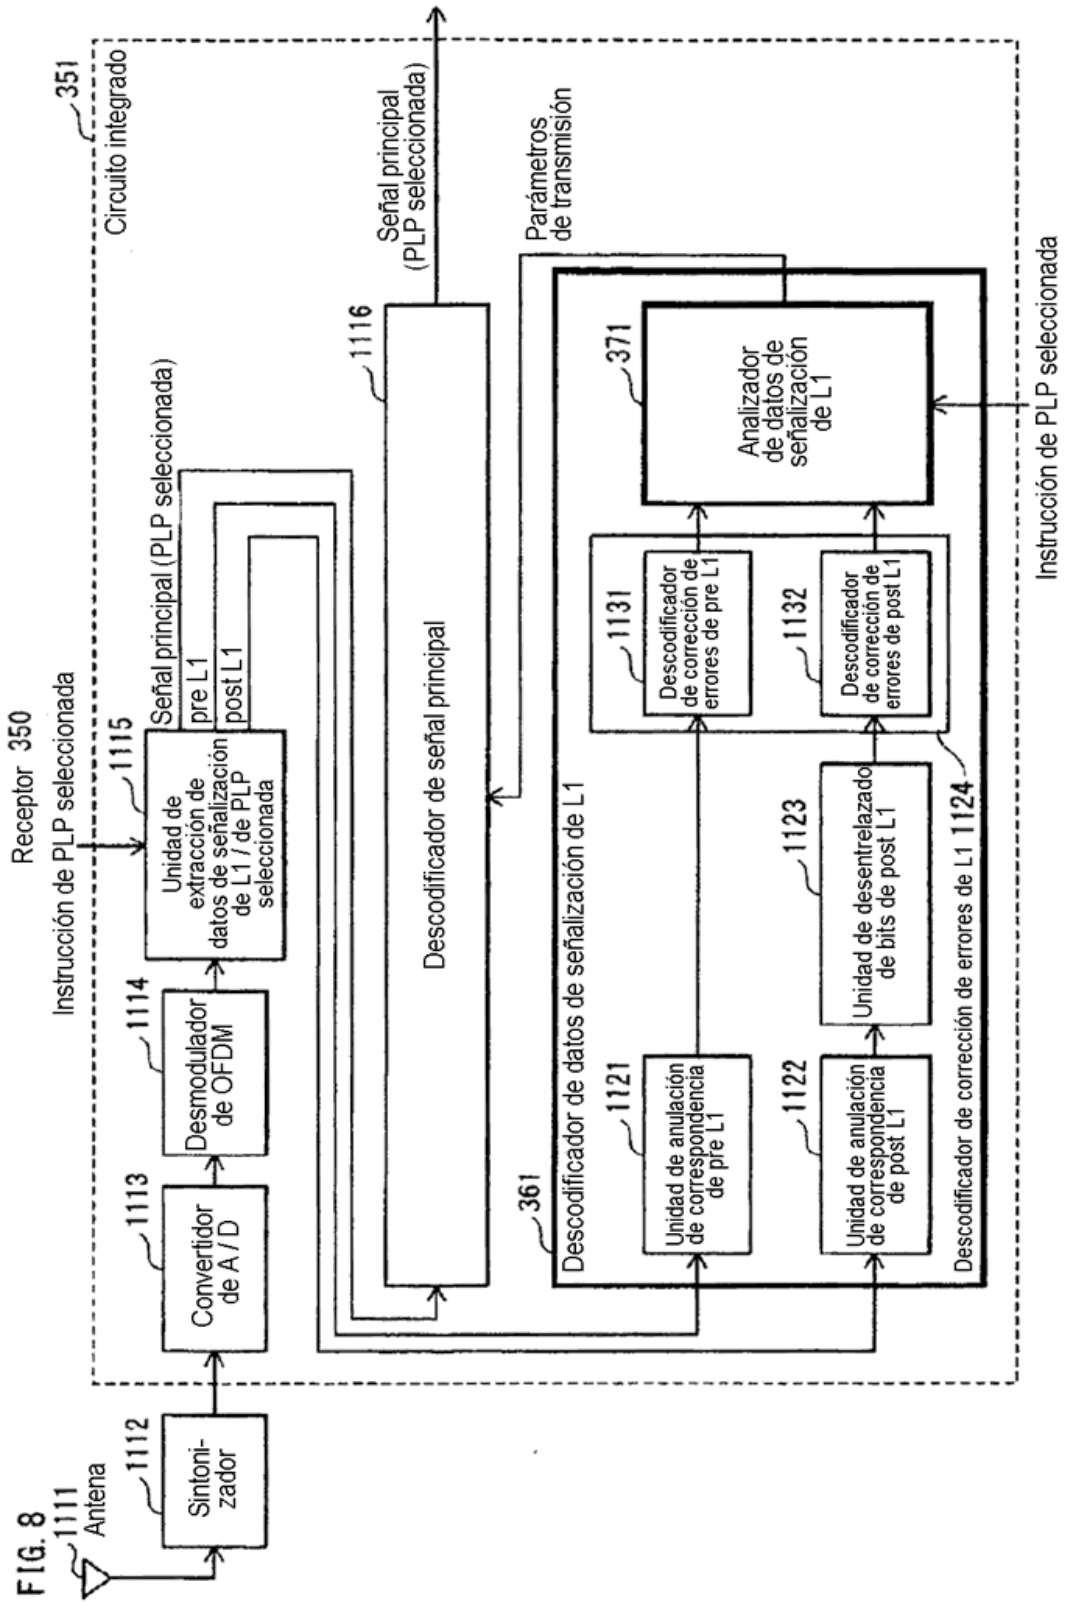 FIG. 8
Receptor 350
1111
Antena
1112
Sintoni-
zador
1113
Convertidor
de A / D
1114
Desmodulador
de OFDM
Instrucción de PLP seleccionada
1115
Unidad de
extracción de
datos de señalización
de L1 / de PLP
seleccionada
Señal principal (PLP seleccionada)
pre L1
post L1
351
Circuito integrado
1116
Descodificador de señal principal
Señal principal
(PLP seleccionada)
Parámetros
de transmisión
361
Descodificador de datos de señalización de L1
1121
Unidad de anulación
de correspondencia
de pre L1
1131
Descodificador
de corrección de
errores de pre L1
371
Analizador
de datos de
señalización
de L1
1122
Unidad de anulación
de correspondencia
de post L1
1123
Unidad de desentrelazado
de bits de post L1
1132
Descodificador
de corrección de
errores de post L1
Descodificador de corrección de errores de L1 1124
Instrucción de PLP seleccionada